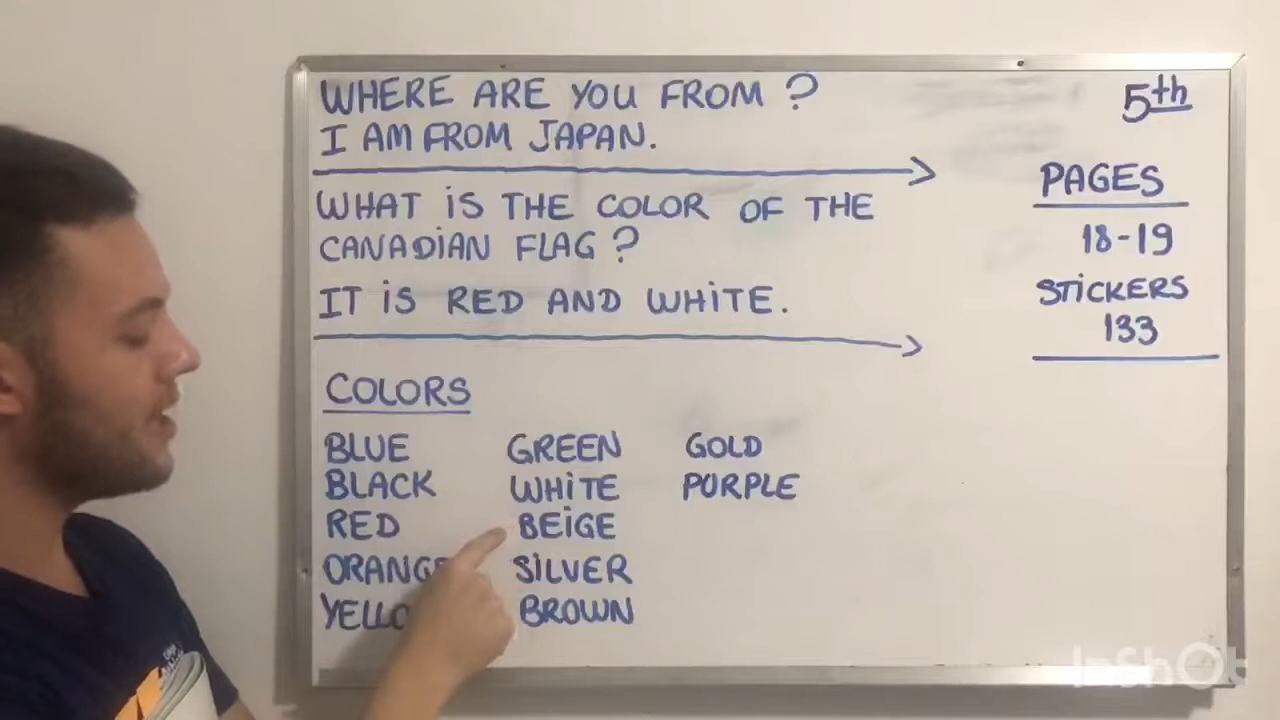 WHERE ARE YOU FROM ?
I AM FROM JAPAN.
WHAT iS THE COLOR OF THE
CANADiAN FLAG ?
IT iS RED AND WHiTE.
COLORS
BLUE GREEN GOLD
BLACK WHiTE PURPLE
RED BEiGE
ORANGE SiLVER
BROWN
5th
PAGES
18-19
STiCKERS
133
InShOt